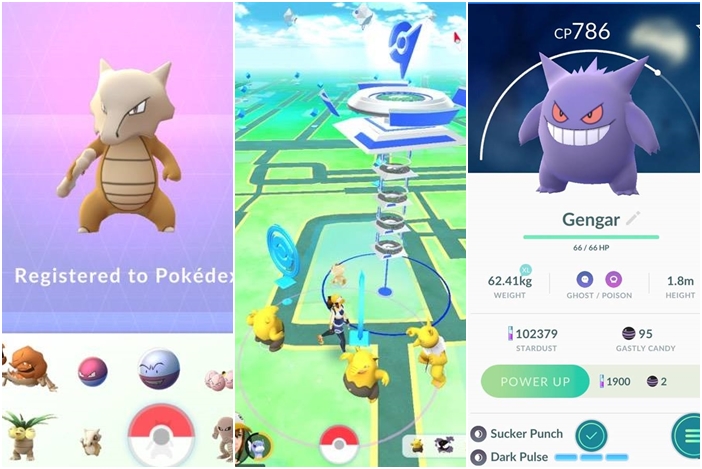 Registered to Pokédex
CP786
Gengar
66 / 66 HP
62.41kg
XL
WEIGHT
GHOST / POISON
1.8m
HEIGHT
102379
STARDUST
95
GASTLY CANDY
POWER UP
1900
2
Sucker Punch
Dark Pulse